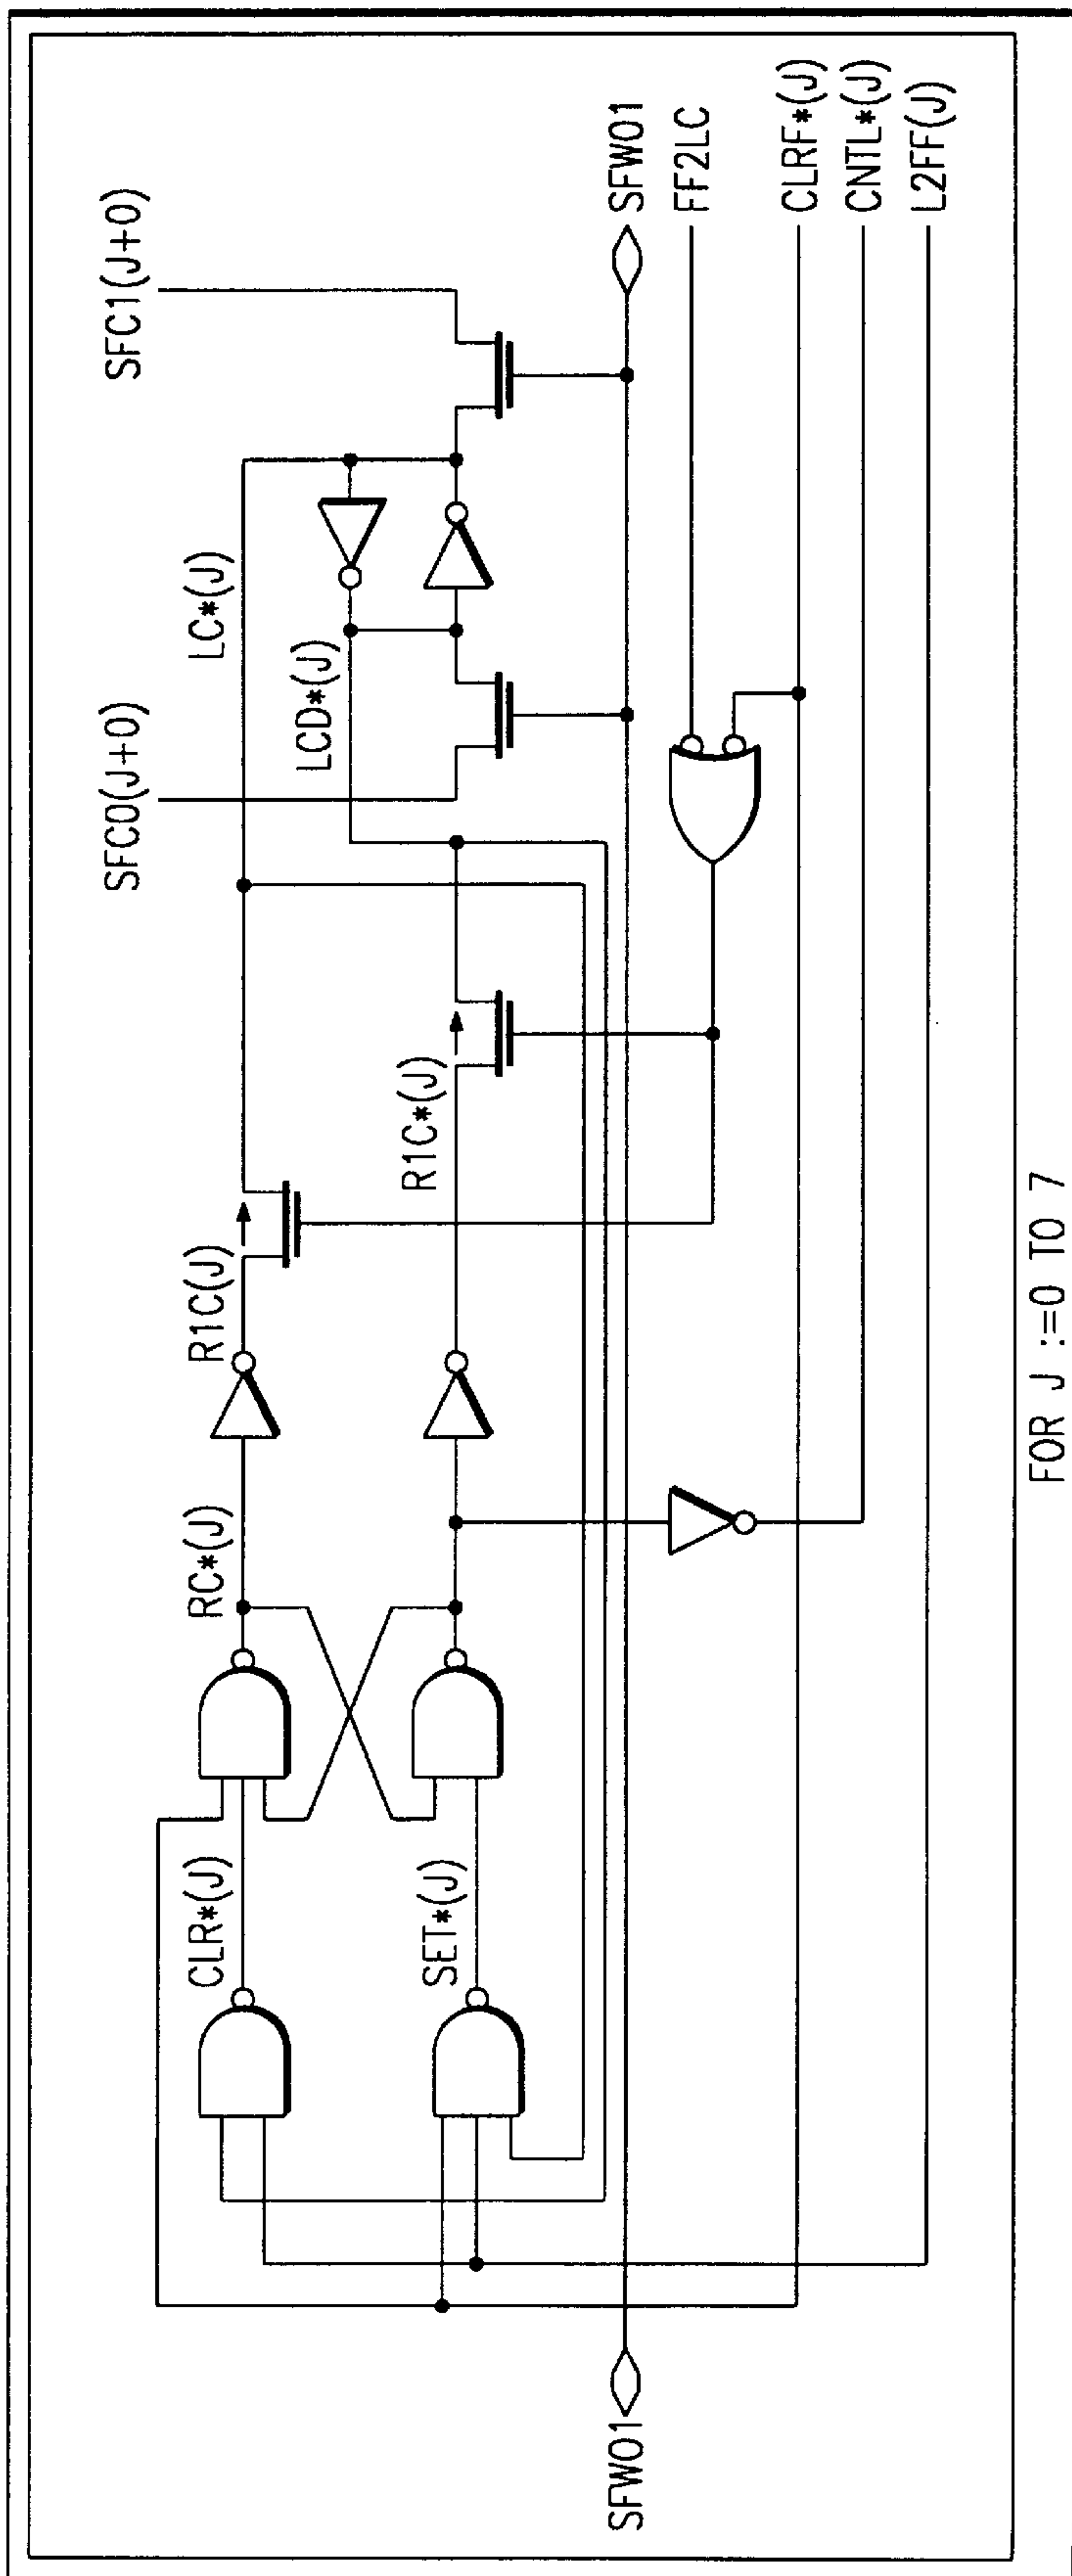 SFC0(J+0)
SFC1(J+0)
RC*(J)
R1C(J)
LC*(J)
CLR*(J)
LCD*(J)
SET*(J)
R1C*(J)
SFW01
SFW01
FF2LC
CLRF*(J)
CNTL*(J)
L2FF(J)
FOR J :=0 TO 7